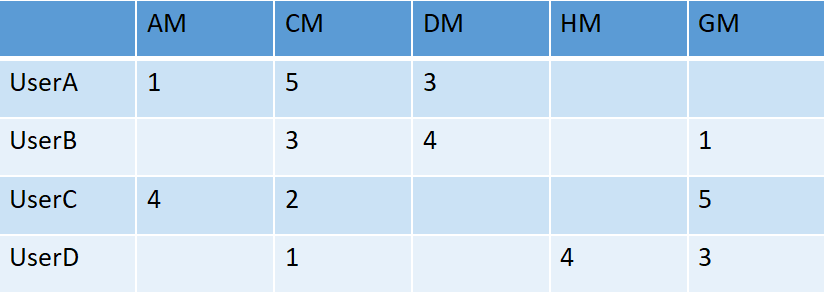 AM CM DM HM GM
UserA 1 5 3
UserB 3 4 1
UserC 4 2 5
UserD 1 4 3